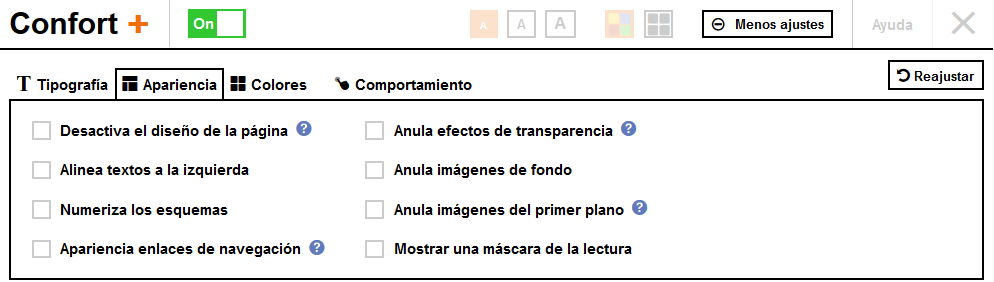 Confort +
On
A A A
Menos ajustes
Ayuda
Tipografía
Apariencia
Colores
Comportamiento
Reajustar
Desactiva el diseño de la página ?
Alinea textos a la izquierda
Numeriza los esquemas
Apariencia enlaces de navegación ?
Anula efectos de transparencia ?
Anula imágenes de fondo
Anula imágenes del primer plano ?
Mostrar una máscara de la lectura